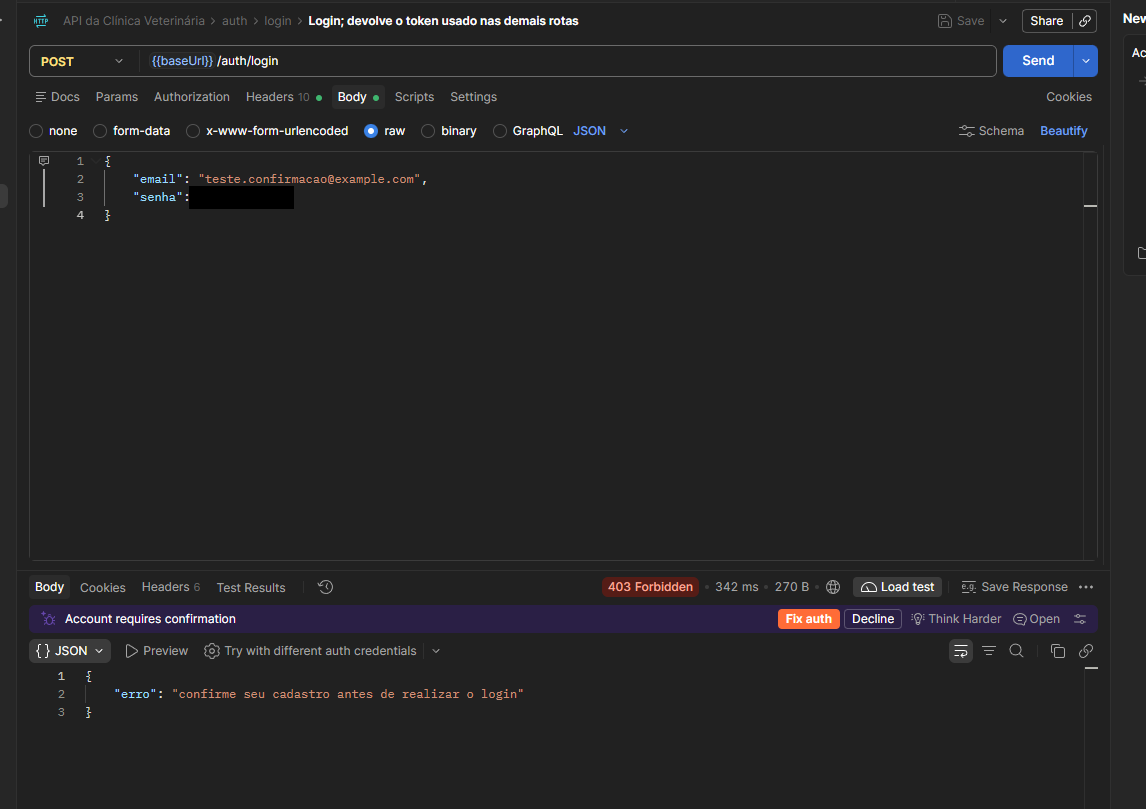 HTTP API da Clínica Veterinária > auth > login > Login; devolve o token usado nas demais rotas Save Share New
POST {{baseUrl}} /auth/login Send
Docs Params Authorization Headers 10 Body Scripts Settings Cookies
none form-data x-www-form-urlencoded raw binary GraphQL JSON Schema Beautify
1 {
2 "email": "teste.confirmacao@example.com",
3 "senha":
4 }
Body Cookies Headers 6 Test Results 403 Forbidden • 342 ms • 270 B • Load test e.g. Save Response •••
Account requires confirmation Fix auth Decline Think Harder Open
{ } JSON Preview Try with different auth credentials
1 {
2 "erro": "confirme seu cadastro antes de realizar o login"
3 }